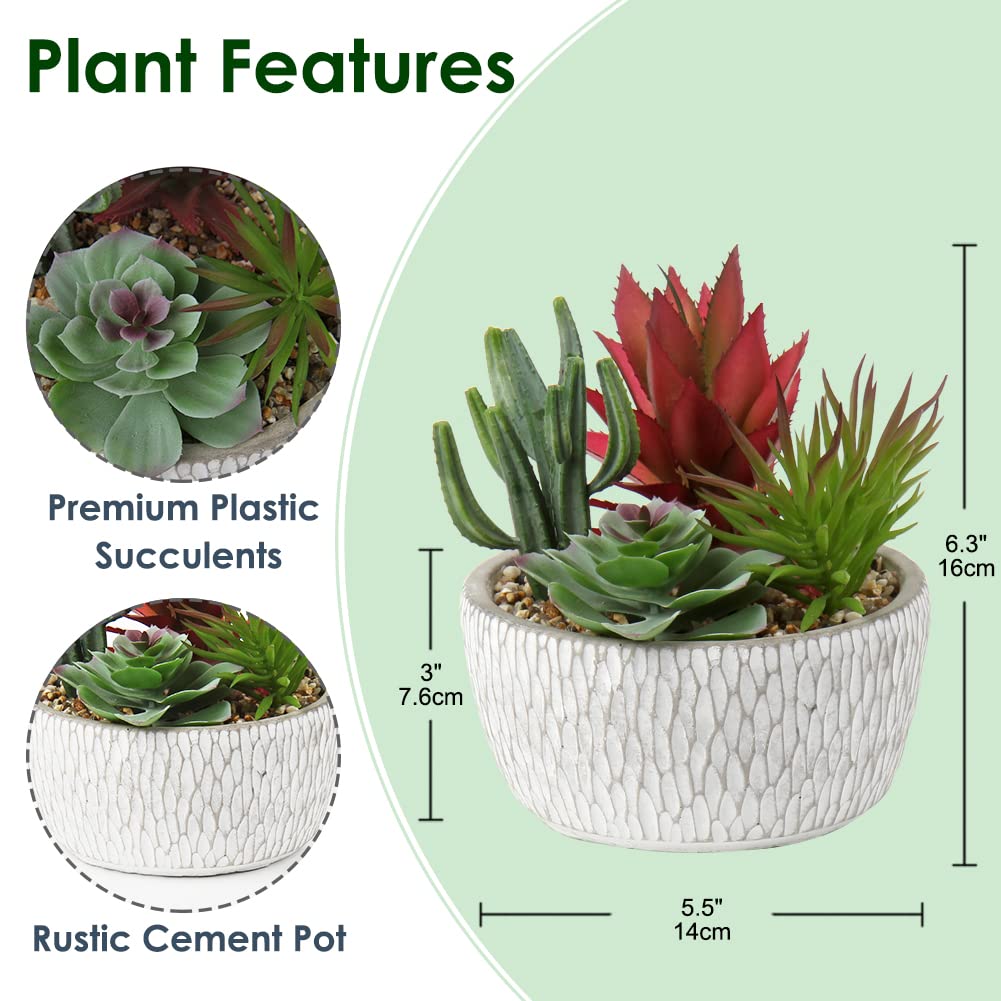 Plant Features
Premium Plastic
Succulents
Rustic Cement Pot
3"
7.6cm
6.3"
16cm
5.5"
14cm